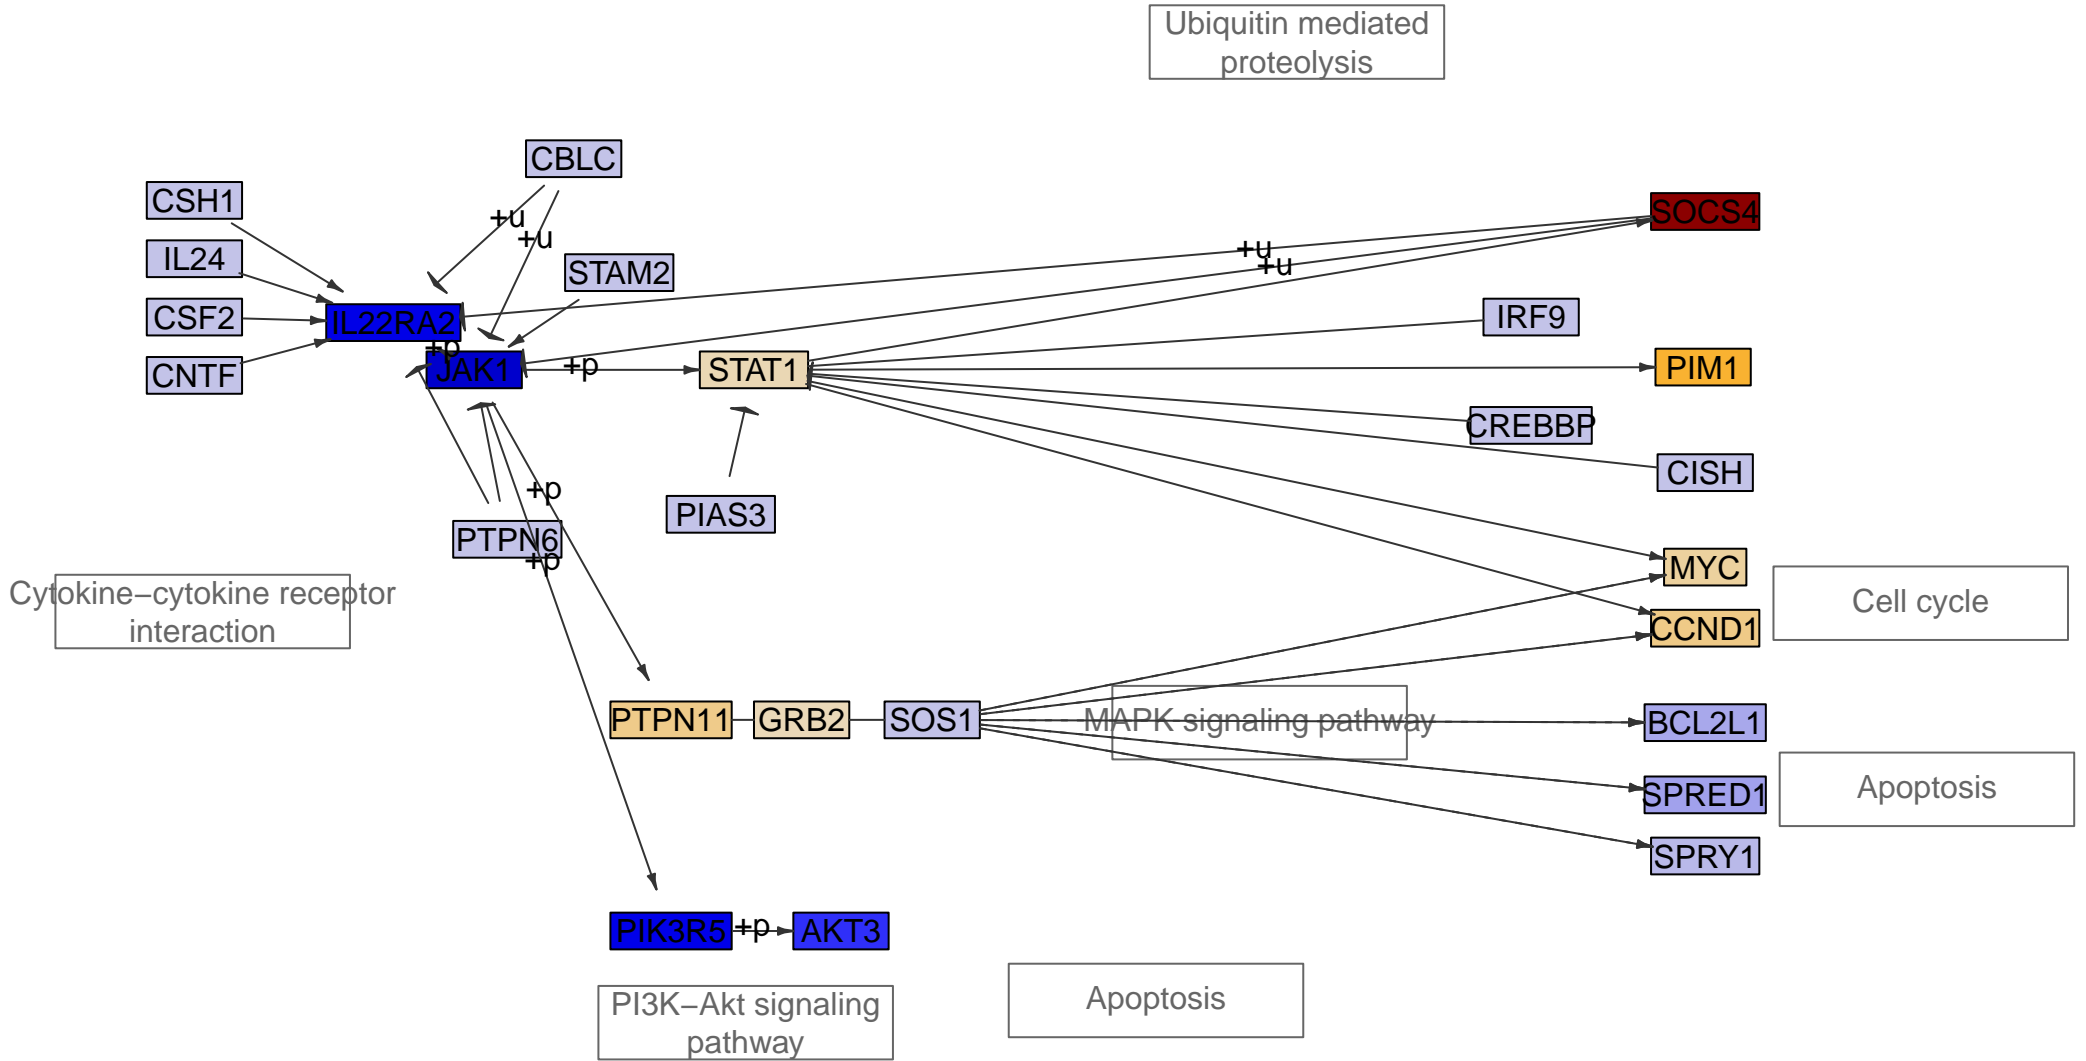 Ubiquitin mediated
proteolysis
CBLC
CSH1
SOCS4
+u
+u
+u
IL24
STAM2
+u
CSF2
IL22RA2
IRF9
+p
CNTF
JAK1
+p
STAT1
PIM1
CREBBP
CISH
+p
PIAS3
PTPN6
+p
MYC
Cytokine−cytokine receptor
interaction
Cell cycle
CCND1
PTPN11
GRB2
SOS1
MAPK signaling pathway
BCL2L1
SPRED1
Apoptosis
SPRY1
PIK3R5
+p
AKT3
PI3K−Akt signaling
pathway
Apoptosis